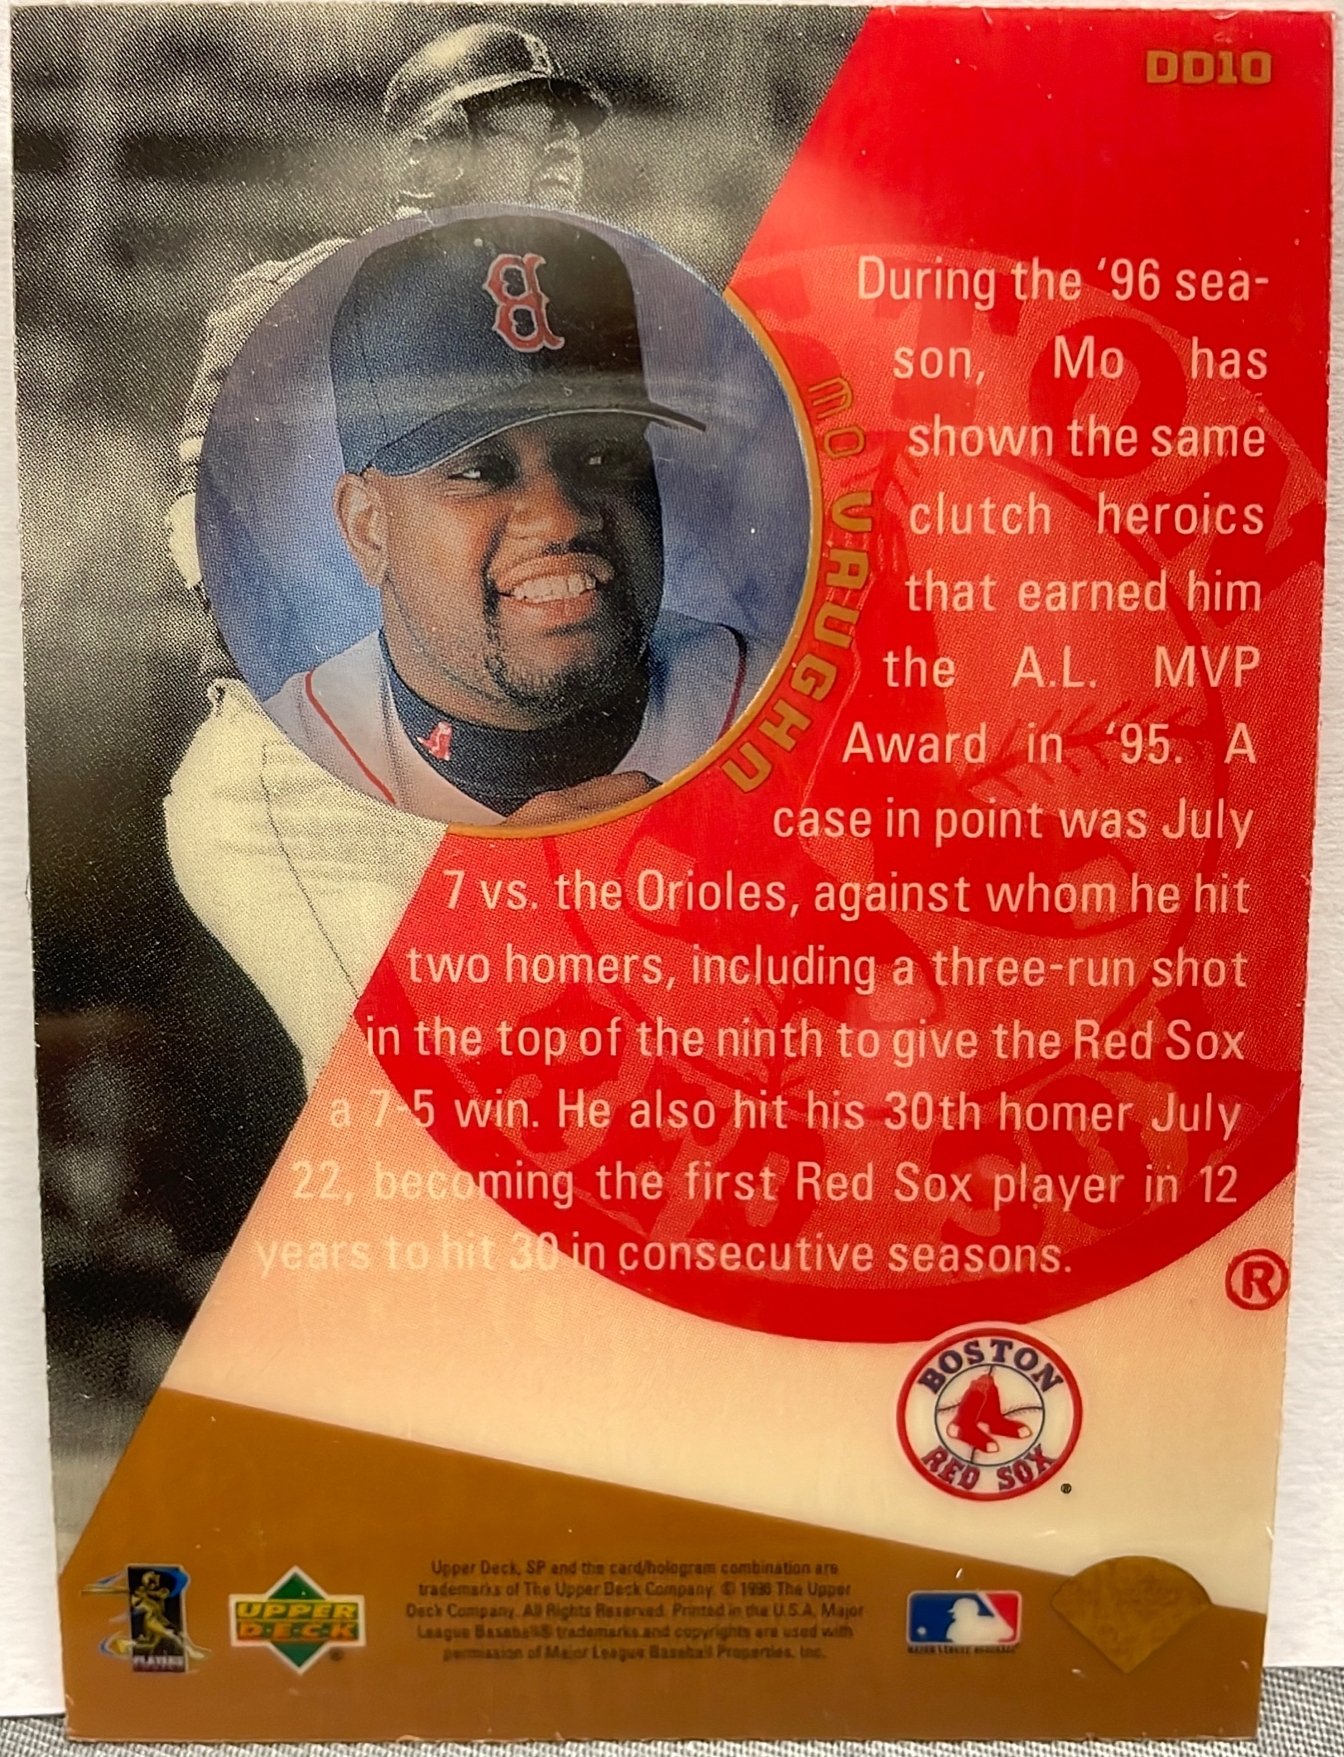 DD10
B
MO VAUGHN
During the ‘96 sea-
son, Mo has
shown the same
clutch heroics
that earned him
the A.L. MVP
Award in ‘95. A
case in point was July
7 vs. the Orioles, against whom he hit
two homers, including a three-run shot
in the top of the ninth to give the Red Sox
a 7-5 win. He also hit his 30th homer July
22, becoming the first Red Sox player in 12
years to hit 30 in consecutive seasons.
®
BOSTON
RED SOX
®
Upper Deck, SP and the card/hologram combination are
trademarks of The Upper Deck Company. © 1996 The Upper
Deck Company. All Rights Reserved. Printed in the U.S.A. Major
League Baseball® trademarks and copyrights are used with
permission of Major League Baseball Properties, Inc.
PLAYERS
UPPER
DECK
®
MAJOR LEAGUE BASEBALL